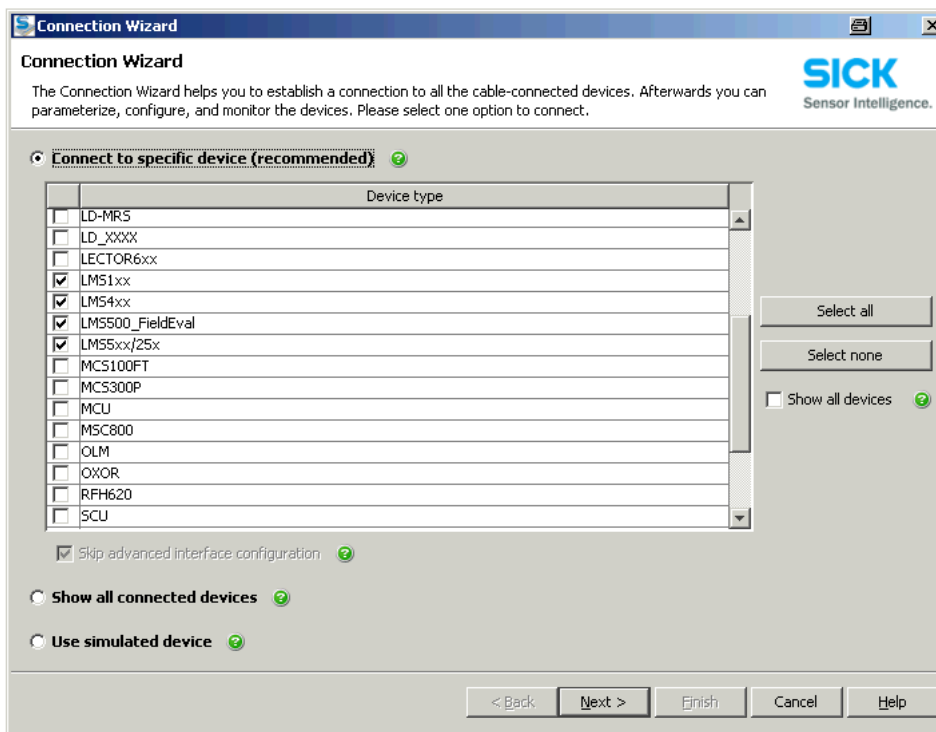 Connection Wizard
Connection Wizard
The Connection Wizard helps you to establish a connection to all the cable-connected devices. Afterwards you can
parameterize, configure, and monitor the devices. Please select one option to connect.
SICK
Sensor Intelligence.
Connect to specific device (recommended)
Device type
LD-MRS
LD_XXXX
LECTOR6xx
LMS1xx
LMS4xx
LMS500_FieldEval
LMS5xx/25x
MCS100FT
MCS300P
MCU
MSC800
OLM
OXOR
RFH620
SCU
Select all
Select none
Show all devices
Skip advanced interface configuration
Show all connected devices
Use simulated device
< Back
Next >
Finish
Cancel
Help